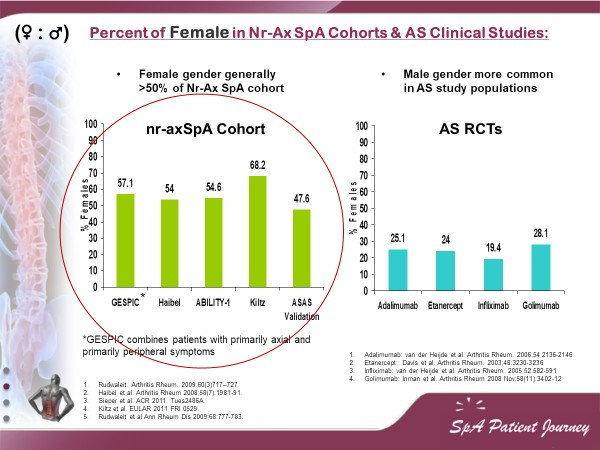 (♀ : ♂)
Percent of Female in Nr-Ax SpA Cohorts & AS Clinical Studies:
• Female gender generally
>50% of Nr-Ax SpA cohort
• Male gender more common
in AS study populations
nr-axSpA Cohort
% Females
100
90
80
70
60
50
40
30
20
10
0
57.1
54
54.6
68.2
47.6
GESPIC *
Haibel
ABILITY-1
Kiltz
ASAS
Validation
AS RCTs
% Females
100
90
80
70
60
50
40
30
20
10
0
25.1
24
19.4
28.1
Adalimumab
Etanercept
Infliximab
Golimumab
*GESPIC combines patients with primarily axial and
primarily peripheral symptoms
1. Rudwaleit. Arthritis Rheum. 2009:60(3)717–727.
2. Haibel et al. Arthritis Rheum 2008;58(7):1981-91.
3. Sieper et al. ACR 2011. Tues2486A.
4. Kiltz et al. EULAR 2011 FRI 0529.
5. Rudwaleit et al Ann Rheum Dis 2009;68:777-783.
1. Adalimumab: van der Heijde et al. Arthritis Rheum. 2006;54:2136-2146
2. Etanercept : Davis et al. Arthritis Rheum. 2003;48:3230-3236
3. Infliximab: van der Heijde et al. Arthritis Rheum. 2005;52:582-591
4. Golimumab: Inman et al. Arthritis Rheum 2008 Nov;58(11):3402-12
SpA Patient Journey